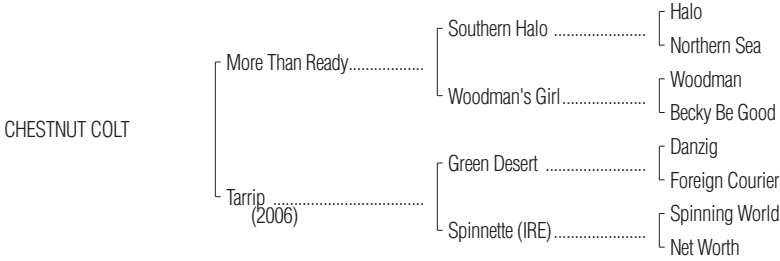 CHESTNUT COLT
More Than Ready..................
Tarrip ....................................
(2006)
Southern Halo ......................
Woodman's Girl....................
Green Desert ........................
Spinnette (IRE)......................
Halo
Northern Sea
Woodman
Becky Be Good
Danzig
Foreign Courier
Spinning World
Net Worth